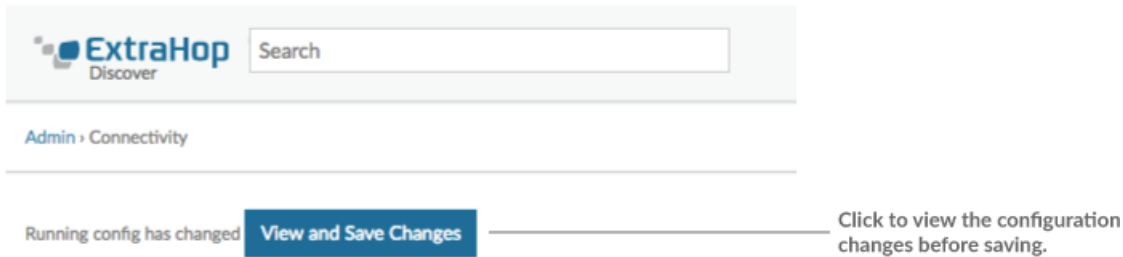 ExtraHop
Discover
Search
Admin › Connectivity
Running config has changed
View and Save Changes
Click to view the configuration
changes before saving.